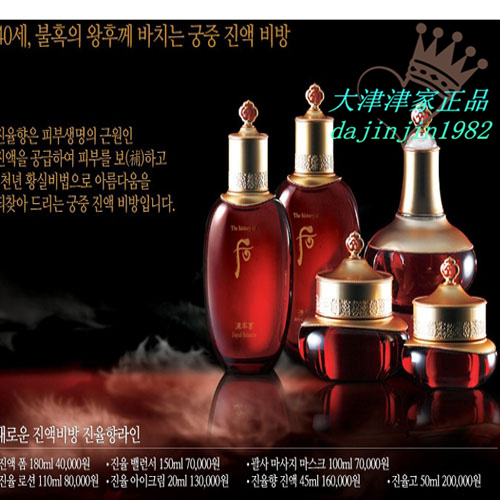 40세, 불혹의 왕후께 바치는 궁중 진액 비방
大津津家正品
dajinjin1982
진율향은 피부생명의 근원인
진액을 공급하여 피부를 보(補)하고
천년 황실비법으로 아름다움을
되찾아 드리는 궁중 진액 비방입니다.
The history of
The history of
새로운 진액비방 진율향라인
진액 폼 180ml 40,000원 ·진율 밸런서 150ml 70,000원 ·팔사 마사지 마스크 100ml 70,000원
진율 로션 110ml 80,000원 ·진율 아이크림 20ml 130,000원 ·진율향 진액 45ml 160,000원 ·진율고 50ml 200,000원